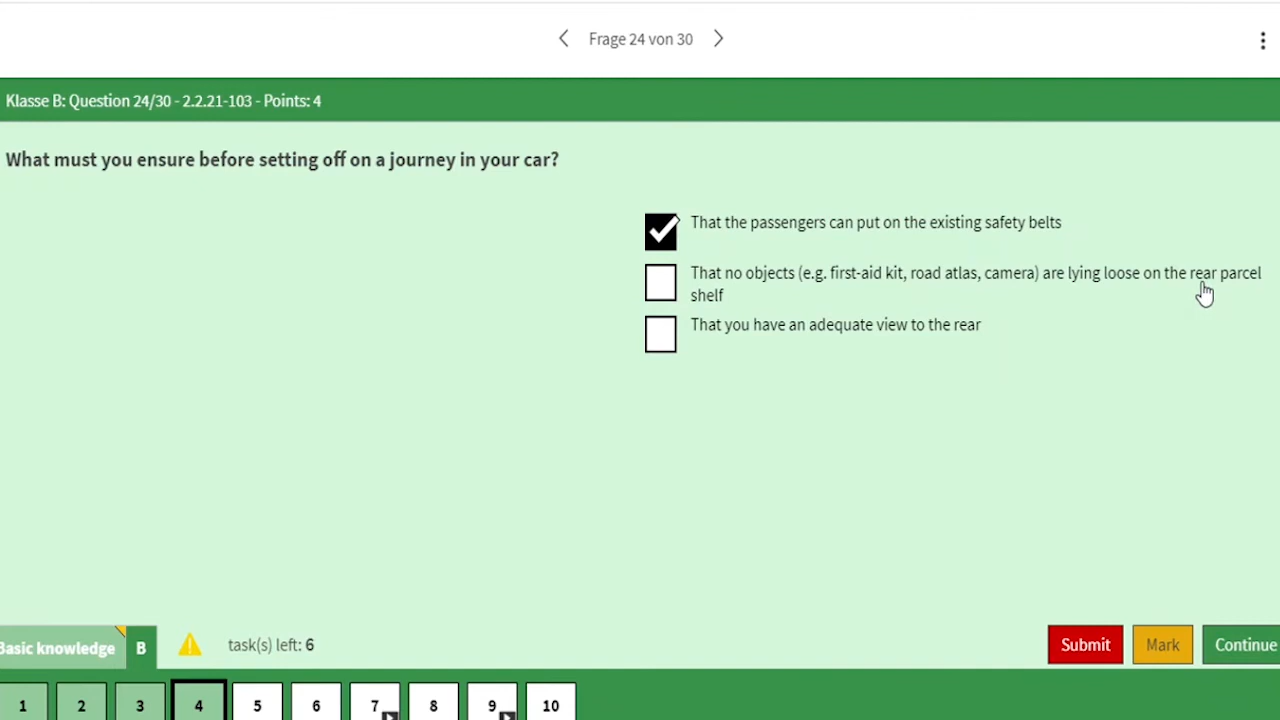 Frage 24 von 30
Klasse B: Question 24/30 - 2.2.21-103 - Points: 4
What must you ensure before setting off on a journey in your car?
That the passengers can put on the existing safety belts
That no objects (e.g. first-aid kit, road atlas, camera) are lying loose on the rear parcel
shelf
That you have an adequate view to the rear
Basic knowledge B task(s) left: 6 Submit Mark Continue
1 2 3 4 5 6 7 8 9 10